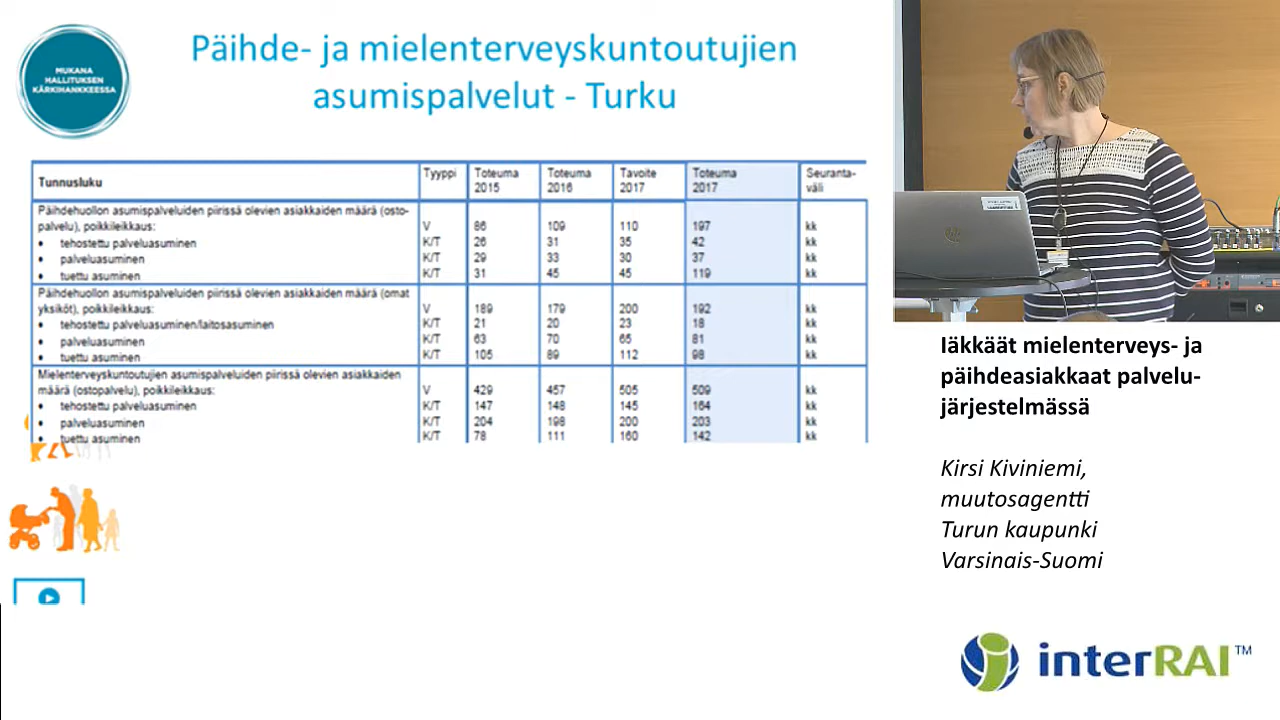 MUKANA
HALLITUKSEN
KÄRKIHANKKEESSA
Päihde- ja mielenterveyskuntoutujien
asumispalvelut - Turku
Tunnusluku Tyyppi Toteuma 2015 Toteuma 2016 Tavoite 2017 Toteuma 2017 Seuranta-väli
Päihdehuollon asumispalveluiden piirissä olevien asiakkaiden määrä (osto-
palvelu), poikkileikkaus: V 86 109 110 197 kk
• tehostettu palveluasuminen K/T 26 31 35 42 kk
• palveluasuminen K/T 29 33 30 37 kk
• tuettu asuminen K/T 31 45 45 119 kk
Päihdehuollon asumispalveluiden piirissä olevien asiakkaiden määrä (omat
yksiköt), poikkileikkaus: V 189 179 200 192 kk
• tehostettu palveluasuminen/laitosasuminen K/T 21 20 23 18 kk
• palveluasuminen K/T 63 70 65 81 kk
• tuettu asuminen K/T 105 89 112 98 kk
Mielenterveyskuntoutujien asumispalveluiden piirissä olevien asiakkaiden
määrä (ostopalvelu), poikkileikkaus: V 429 457 505 509 kk
• tehostettu palveluasuminen K/T 147 148 145 164 kk
• palveluasuminen K/T 204 198 200 203 kk
• tuettu asuminen K/T 78 111 160 142 kk
Iäkkäät mielenterveys- ja
päihdeasiakkaat palvelu-
järjestelmässä
Kirsi Kiviniemi,
muutosagentti
Turun kaupunki
Varsinais-Suomi
interRAI™